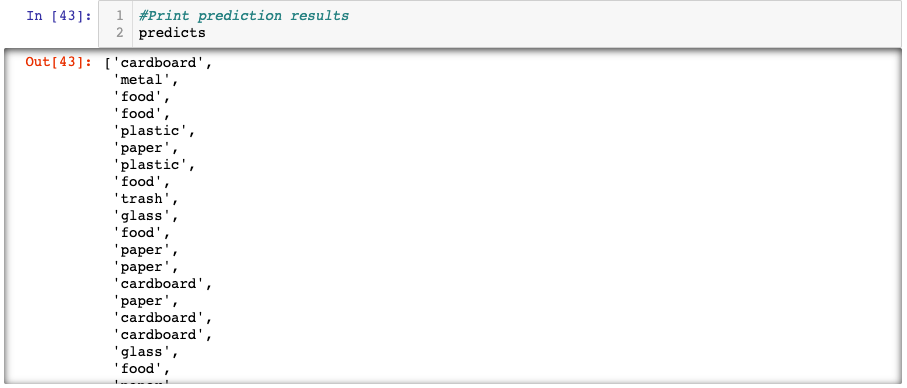 In [43]: 1 #Print prediction results
2 predicts
Out[43]: ['cardboard',
'metal',
'food',
'food',
'plastic',
'paper',
'plastic',
'food',
'trash',
'glass',
'food',
'paper',
'paper',
'cardboard',
'paper',
'cardboard',
'cardboard',
'glass',
'food',